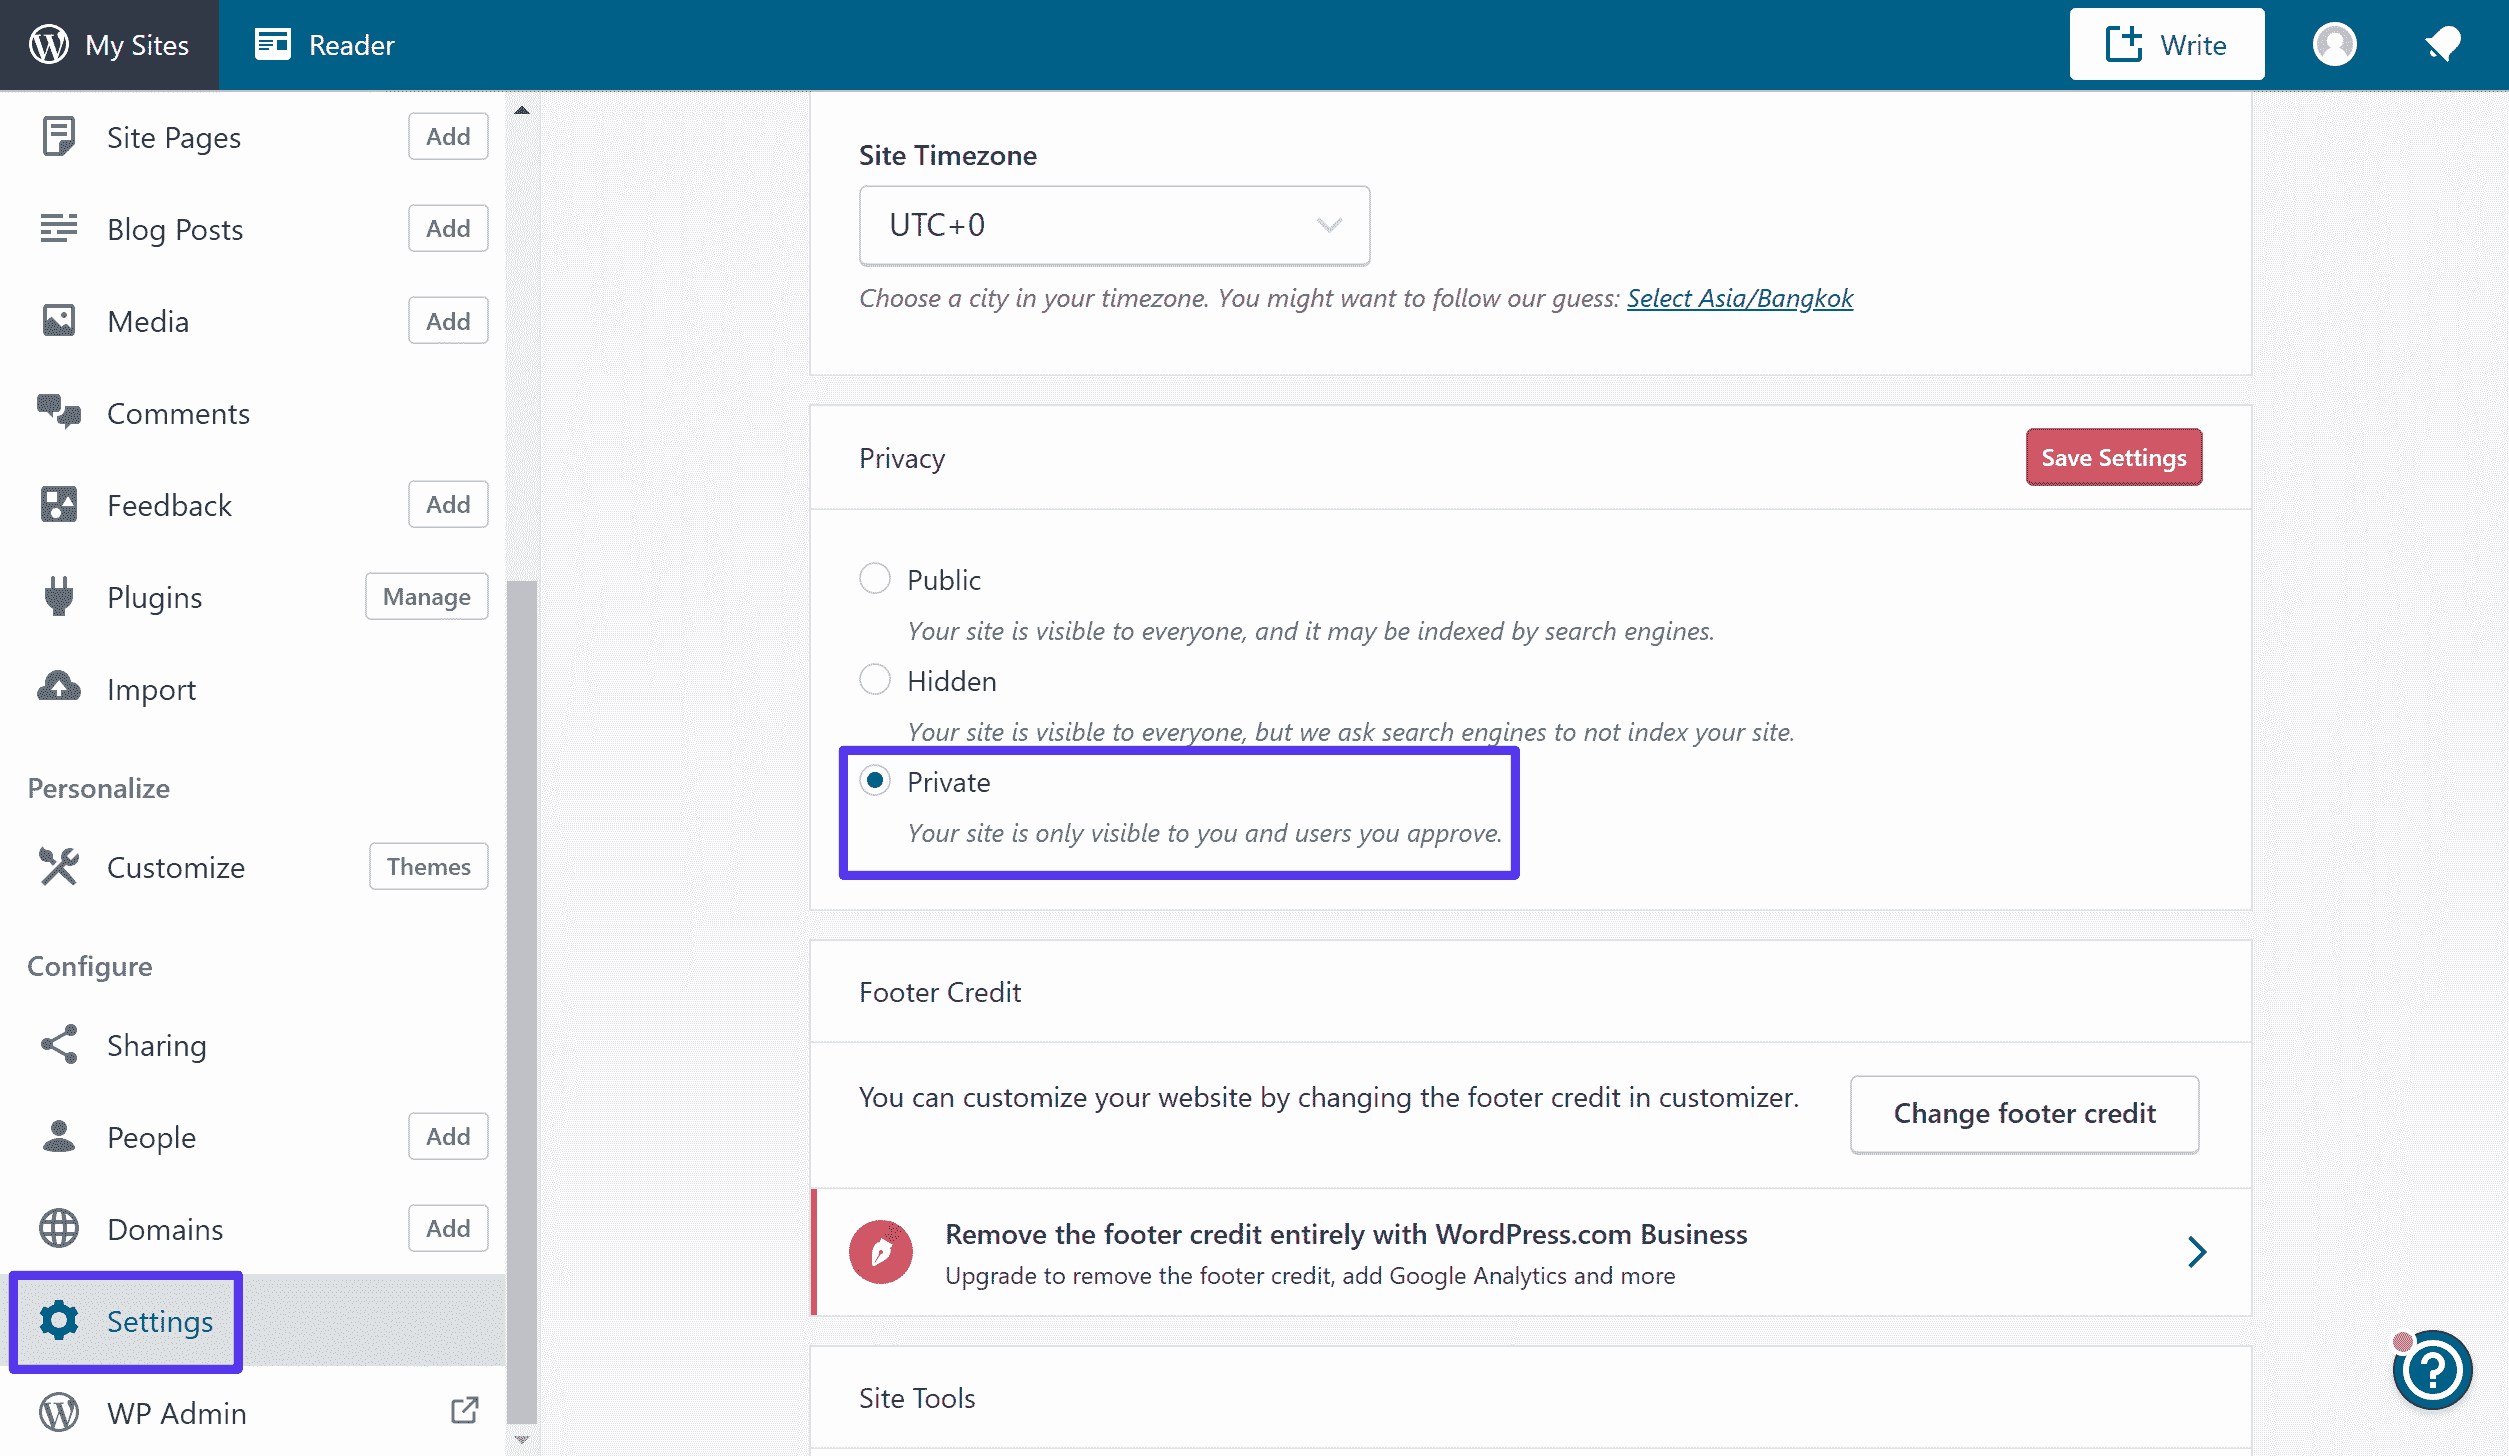 My Sites
Reader
Write
Site Pages
Add
Blog Posts
Add
Media
Add
Comments
Feedback
Add
Plugins
Manage
Import
Personalize
Customize
Themes
Configure
Sharing
People
Add
Domains
Add
Settings
WP Admin
Site Timezone
UTC+0
Choose a city in your timezone. You might want to follow our guess: Select Asia/Bangkok
Privacy
Save Settings
Public
Your site is visible to everyone, and it may be indexed by search engines.
Hidden
Your site is visible to everyone, but we ask search engines to not index your site.
Private
Your site is only visible to you and users you approve.
Footer Credit
You can customize your website by changing the footer credit in customizer.
Change footer credit
Remove the footer credit entirely with WordPress.com Business
Upgrade to remove the footer credit, add Google Analytics and more
Site Tools